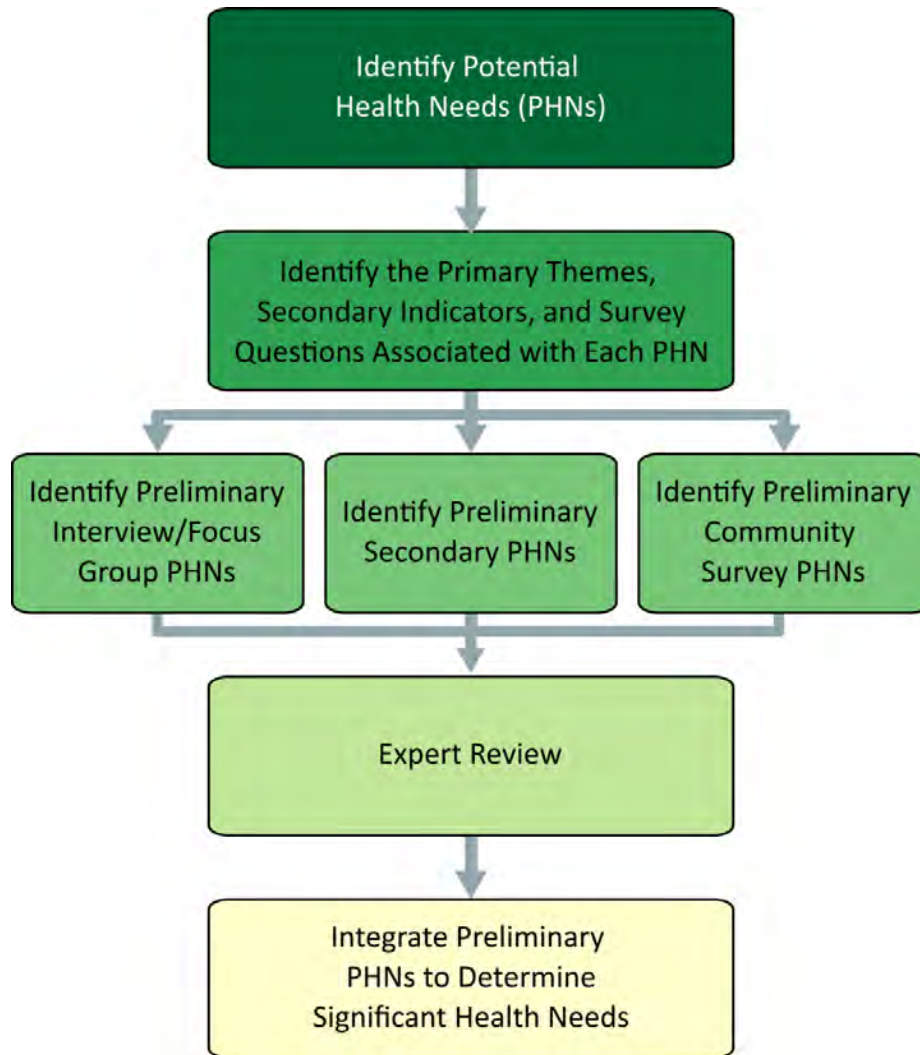 Identify Potential
Health Needs (PHNs)
Identify the Primary Themes,
Secondary Indicators, and Survey
Questions Associated with Each PHN
Identify Preliminary
Interview/Focus
Group PHNs
Identify Preliminary
Secondary PHNs
Identify Preliminary
Community
Survey PHNs
Expert Review
Integrate Preliminary
PHNs to Determine
Significant Health Needs